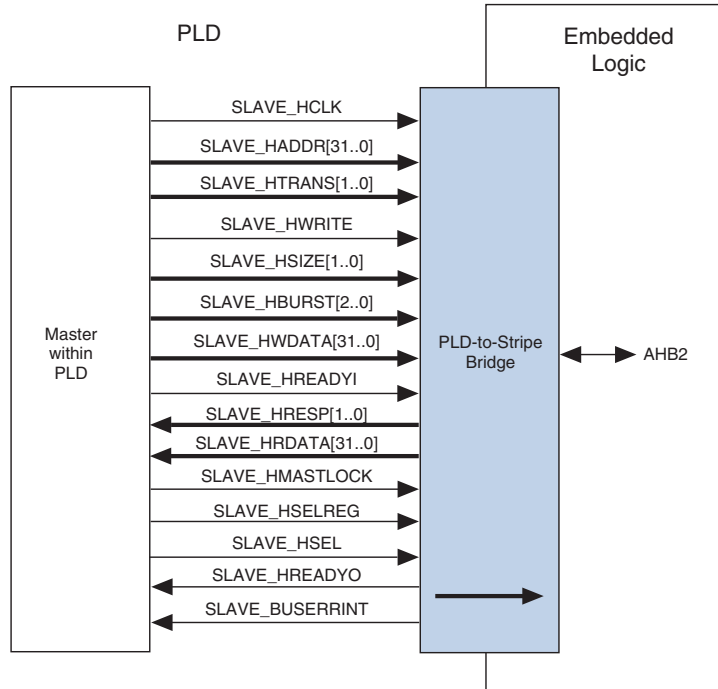 PLD
Embedded
Logic
SLAVE_HCLK
SLAVE_HADDR[31..0]
SLAVE_HTRANS[1..0]
SLAVE_HWRITE
SLAVE_HSIZE[1..0]
SLAVE_HBURST[2..0]
SLAVE_HWDATA[31..0]
SLAVE_HREADYI
SLAVE_HRESP[1..0]
SLAVE_HRDATA[31..0]
SLAVE_HMASTLOCK
SLAVE_HSELREG
SLAVE_HSEL
SLAVE_HREADYO
SLAVE_BUSERRINT
Master
within
PLD
PLD-to-Stripe
Bridge
AHB2